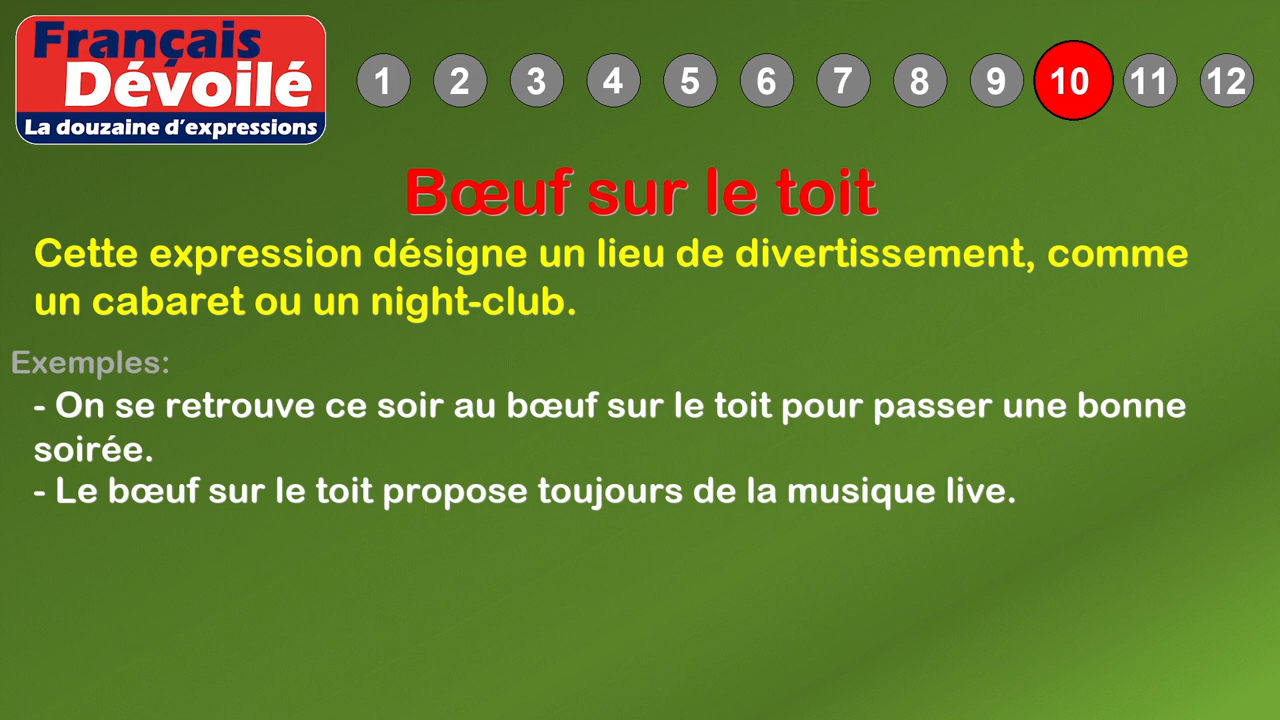 Français
Dévoilé
La douzaine d'expressions
1 2 3 4 5 6 7 8 9 10 11 12
Bœuf sur le toit
Cette expression désigne un lieu de divertissement, comme
un cabaret ou un night-club.
Exemples:
- On se retrouve ce soir au bœuf sur le toit pour passer une bonne
soirée.
- Le bœuf sur le toit propose toujours de la musique live.